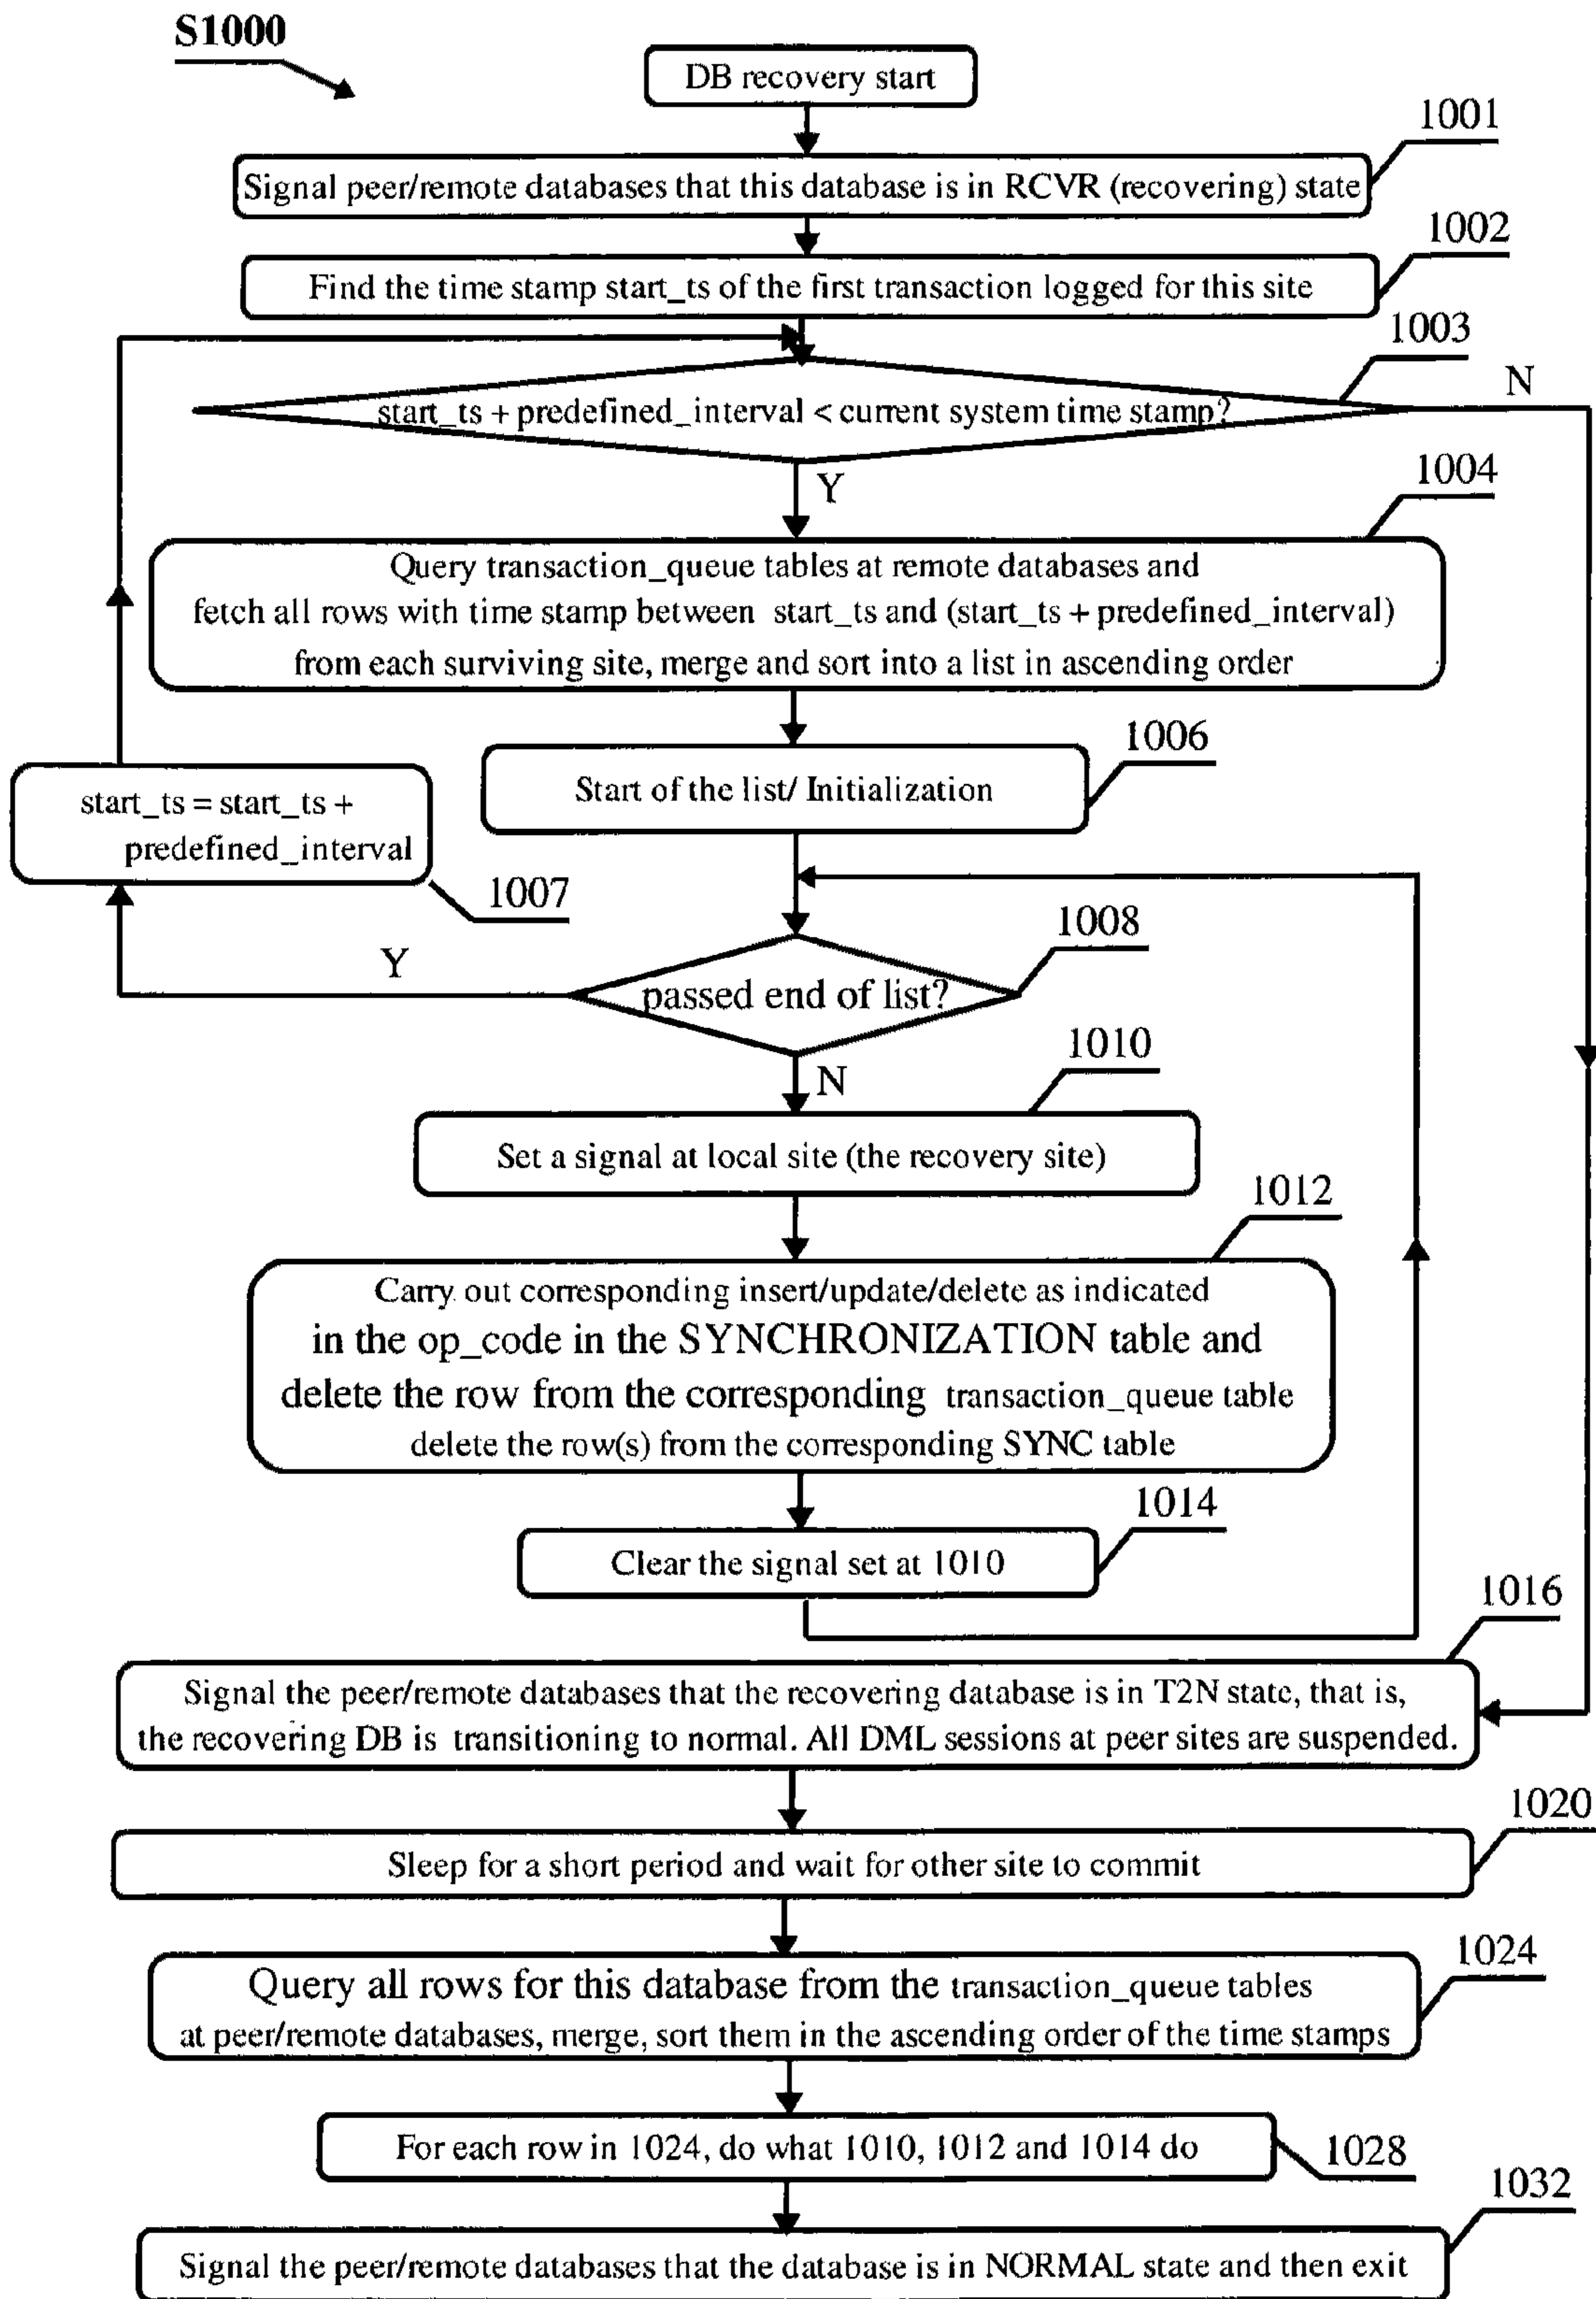 S1000
DB recovery start
1001
Signal peer/remote databases that this database is in RCVR (recovering) state
1002
Find the time stamp start_ts of the first transaction logged for this site
1003
N
start_ts + predefined_interval < current system time stamp?
Y
1004
Query transaction_queue tables at remote databases and
fetch all rows with time stamp between start_ts and (start_ts + predefined_interval)
from each surviving site, merge and sort into a list in ascending order
1006
Start of the list/ Initialization
start_ts = start_ts +
predefined_interval
1007
1008
Y
passed end of list?
1010
N
Set a signal at local site (the recovery site)
1012
Carry out corresponding insert/update/delete as indicated
in the op_code in the SYNCHRONIZATION table and
delete the row from the corresponding transaction_queue table
delete the row(s) from the corresponding SYNC table
1014
Clear the signal set at 1010
1016
Signal the peer/remote databases that the recovering database is in T2N state, that is,
the recovering DB is transitioning to normal. All DML sessions at peer sites are suspended.
1020
Sleep for a short period and wait for other site to commit
1024
Query all rows for this database from the transaction_queue tables
at peer/remote databases, merge, sort them in the ascending order of the time stamps
For each row in 1024, do what 1010, 1012 and 1014 do
1028
1032
Signal the peer/remote databases that the database is in NORMAL state and then exit